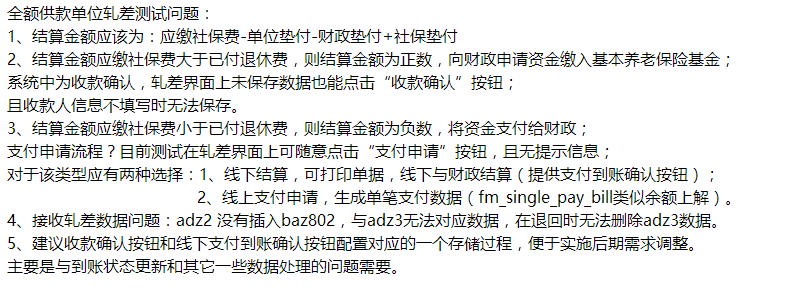 全额供款单位轧差测试问题：
1、结算金额应该为：应缴社保费-单位垫付-财政垫付+社保垫付
2、结算金额应缴社保费大于已付退休费，则结算金额为正数，向财政申请资金缴入基本养老保险基金；
系统中为收款确认，轧差界面上未保存数据也能点击“收款确认”按钮；
且收款人信息不填写时无法保存。
3、结算金额应缴社保费小于已付退休费，则结算金额为负数，将资金支付给财政；
支付申请流程？目前测试在轧差界面上可随意点击“支付申请”按钮，且无提示信息；
对于该类型应有两种选择：1、线下结算，可打印单据，线下与财政结算（提供支付到账确认按钮）；
2、线上支付申请，生成单笔支付数据（fm_single_pay_bill类似余额上解）。
4、接收轧差数据问题：adz2 没有插入baz802，与adz3无法对应数据，在退回时无法删除adz3数据。
5、建议收款确认按钮和线下支付到账确认按钮配置对应的一个存储过程，便于实施后期需求调整。
主要是与到账状态更新和其它一些数据处理的问题需要。